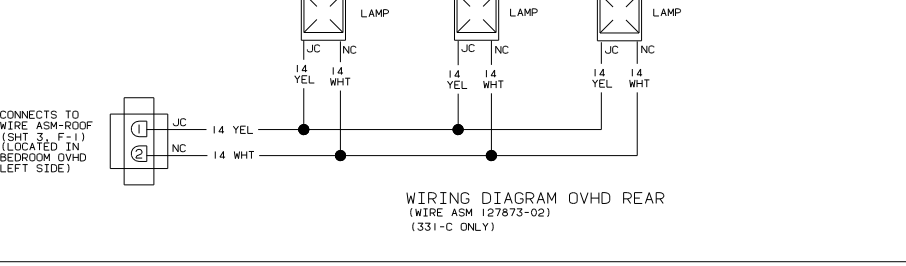 LAMP
LAMP
LAMP
JC
NC
JC
NC
JC
NC
14
YEL
14
WHT
14
YEL
14
WHT
14
YEL
14
WHT
CONNECTS TO
WIRE ASM-ROOF
(SHT 3, F-1)
(LOCATED IN
BEDROOM OVHD
LEFT SIDE)
1
JC
14 YEL
2
NC
14 WHT
WIRING DIAGRAM OVHD REAR
(WIRE ASM 127873-02)
(331-C ONLY)